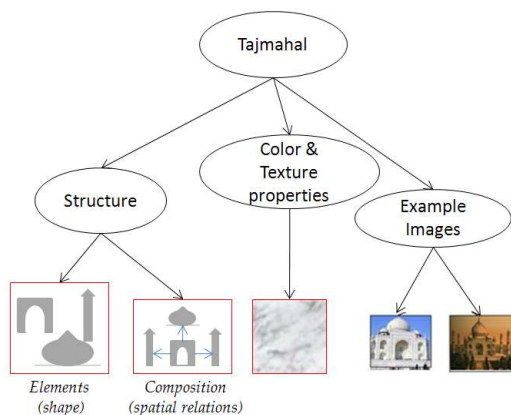 Tajmahal
Color &
Texture
properties
Structure
Example
Images
Elements
(shape)
Composition
(spatial relations)